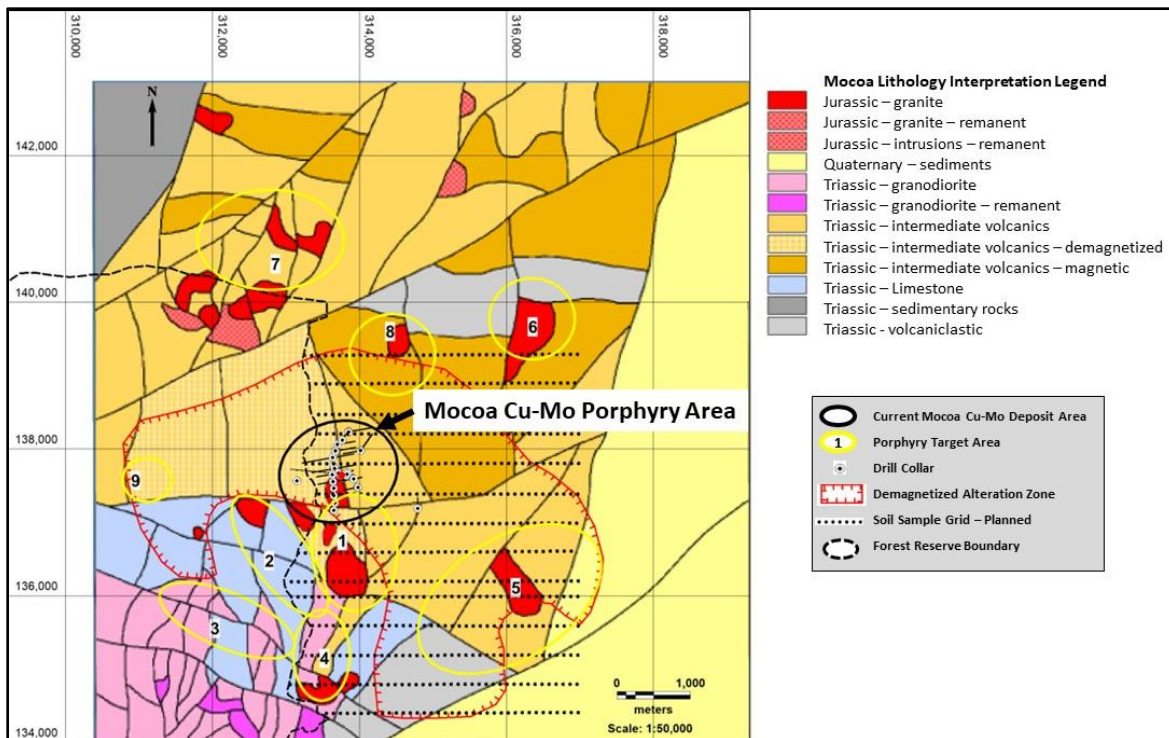 310,000
312,000
314,000
316,000
318,000
142,000
140,000
138,000
136,000
134,000
N
7
8
6
Mocoa Cu-Mo Porphyry Area
9
1
2
5
3
4
0 1,000
meters
Scale: 1:50,000
Mocoa Lithology Interpretation Legend
Jurassic – granite
Jurassic – granite – remanent
Jurassic – intrusions – remanent
Quaternary – sediments
Triassic – granodiorite
Triassic – granodiorite – remanent
Triassic – intermediate volcanics
Triassic – intermediate volcanics – demagnetized
Triassic – intermediate volcanics – magnetic
Triassic – Limestone
Triassic – sedimentary rocks
Triassic - volcaniclastic
Current Mocoa Cu-Mo Deposit Area
1 Porphyry Target Area
Drill Collar
Demagnetized Alteration Zone
Soil Sample Grid – Planned
Forest Reserve Boundary